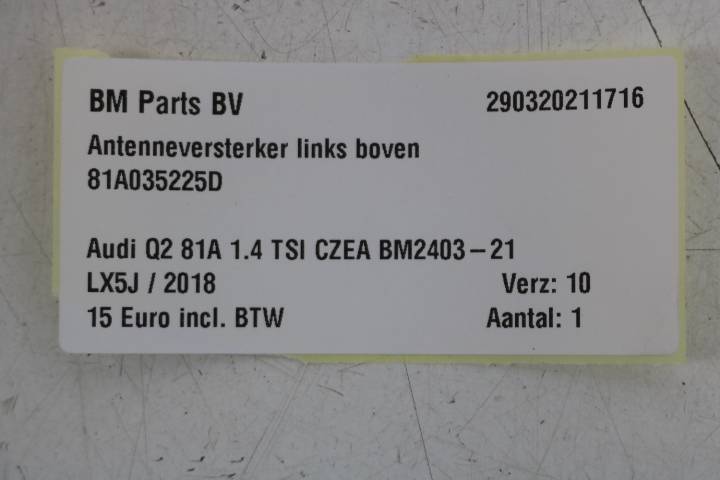 BM Parts BV 290320211716
Antenneversterker links boven
81A035225D
Audi Q2 81A 1.4 TSI CZEA BM2403-21
LX5J / 2018 Verz: 10
15 Euro incl. BTW Aantal: 1